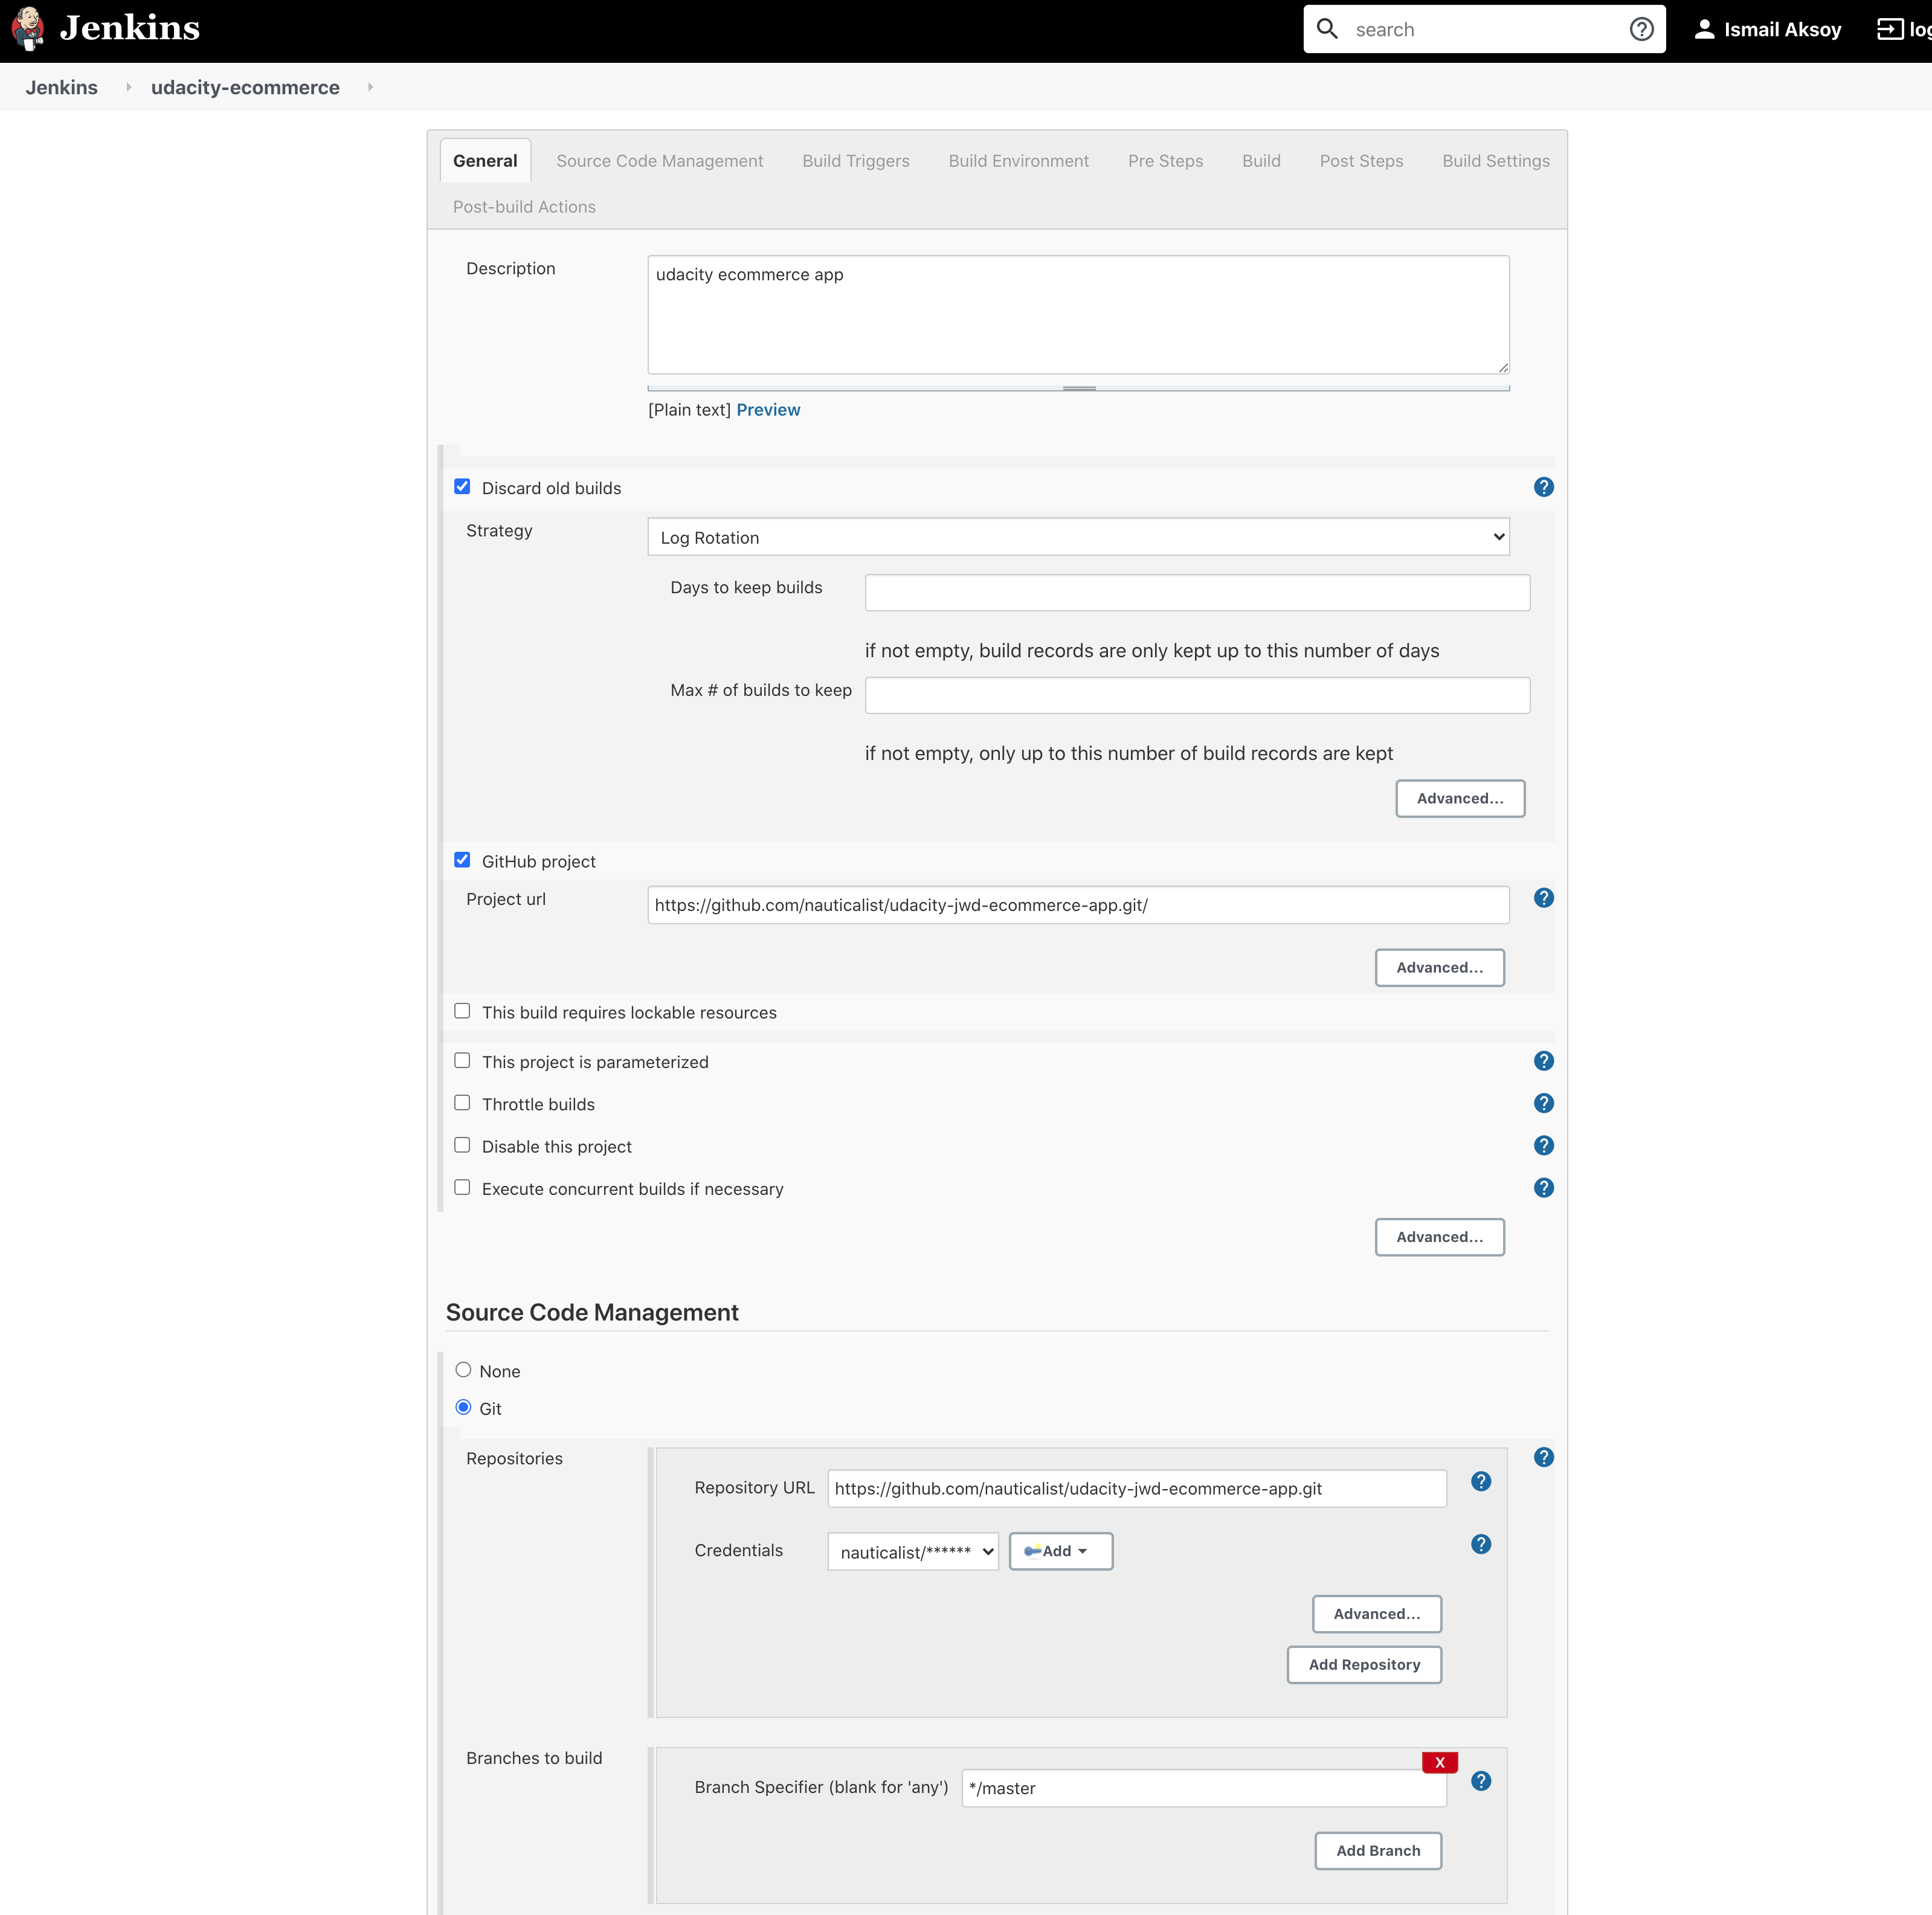 Jenkins
search
Ismail Aksoy
log
Jenkins
udacity-ecommerce
General
Source Code Management
Build Triggers
Build Environment
Pre Steps
Build
Post Steps
Build Settings
Post-build Actions
Description
udacity ecommerce app
[Plain text] Preview
Discard old builds
Strategy
Log Rotation
Days to keep builds
if not empty, build records are only kept up to this number of days
Max # of builds to keep
if not empty, only up to this number of build records are kept
Advanced...
GitHub project
Project url
https://github.com/nauticalist/udacity-jwd-ecommerce-app.git/
Advanced...
This build requires lockable resources
This project is parameterized
Throttle builds
Disable this project
Execute concurrent builds if necessary
Advanced...
Source Code Management
None
Git
Repositories
Repository URL
https://github.com/nauticalist/udacity-jwd-ecommerce-app.git
Credentials
nauticalist/******
Add
Advanced...
Add Repository
Branches to build
X
Branch Specifier (blank for 'any')
*/master
Add Branch